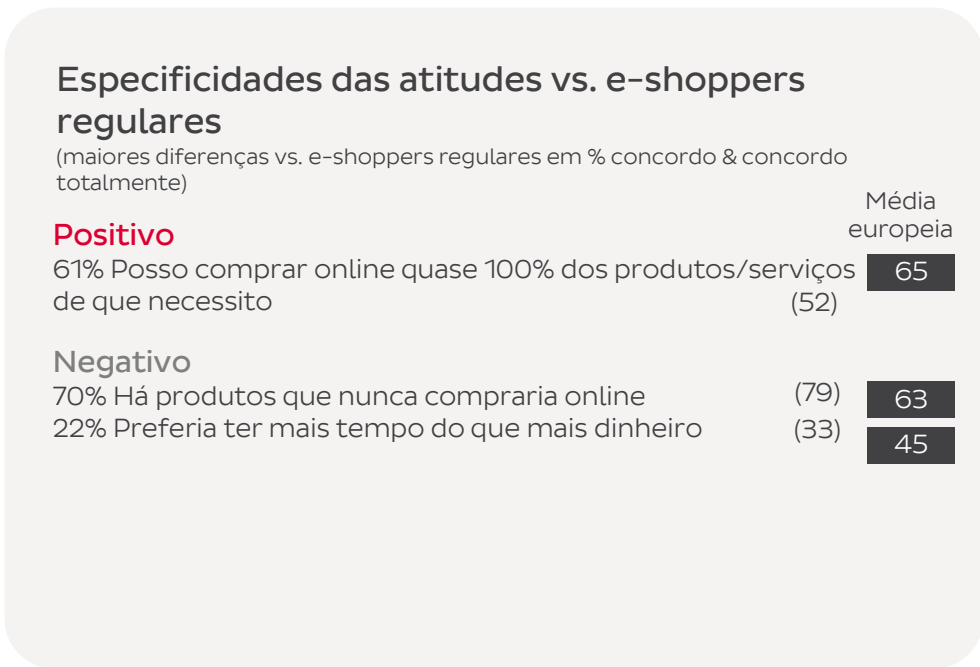 Especificidades das atitudes vs. e-shoppers
regulares
(maiores diferenças vs. e-shoppers regulares em % concordo & concordo
totalmente)
Média
europeia
Positivo
61% Posso comprar online quase 100% dos produtos/serviços 65
de que necessito (52)
Negativo
70% Há produtos que nunca compraria online (79) 63
22% Preferia ter mais tempo do que mais dinheiro (33) 45